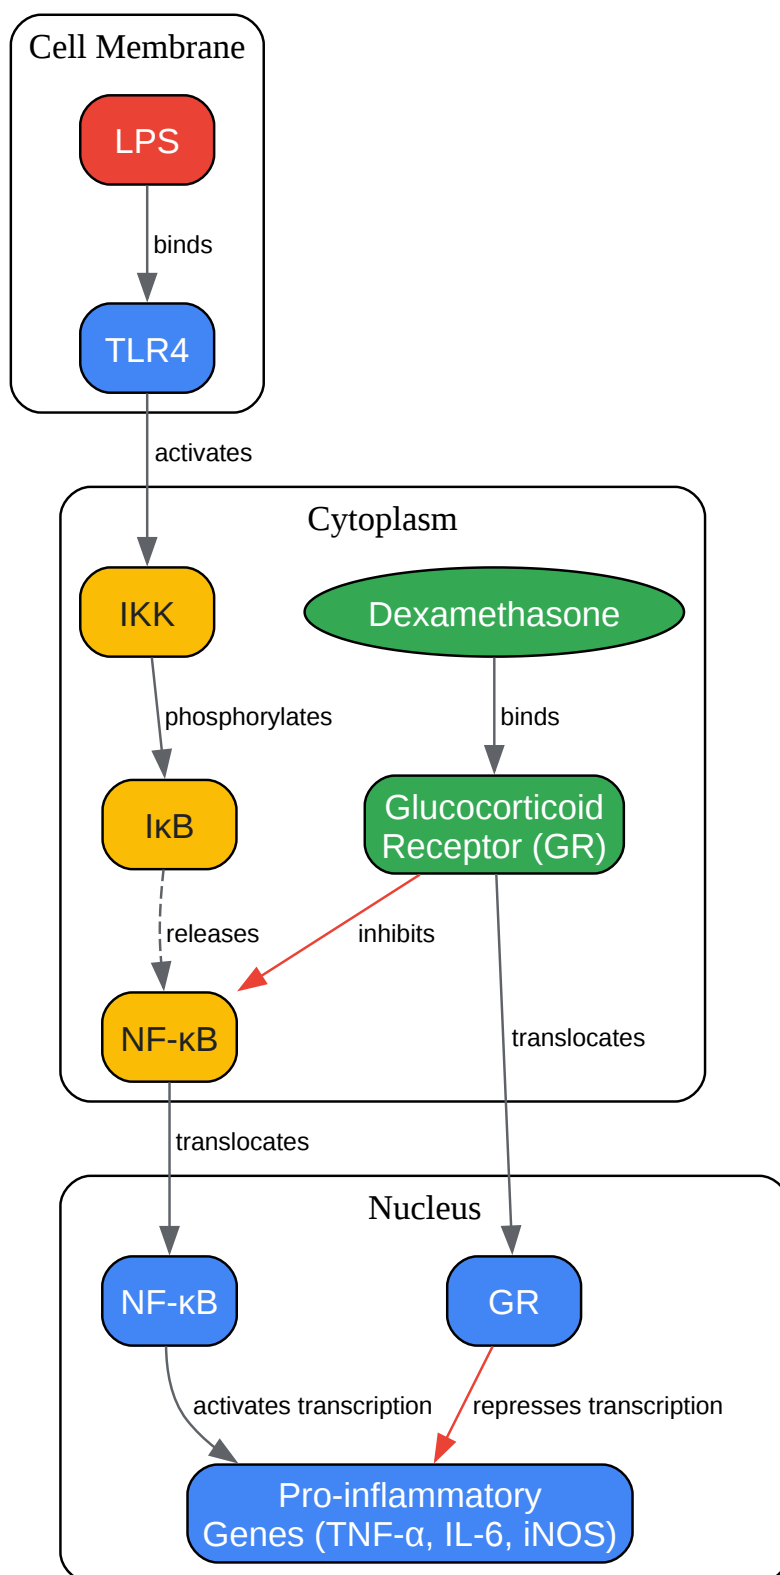 Cell Membrane
LPS
binds
TLR4
activates
Cytoplasm
IKK
Dexamethasone
phosphorylates
binds
IκB
Glucocorticoid
Receptor (GR)
releases
inhibits
NF-κB
translocates
translocates
Nucleus
NF-κB
GR
activates transcription
represses transcription
Pro-inflammatory
Genes (TNF-α, IL-6, iNOS)